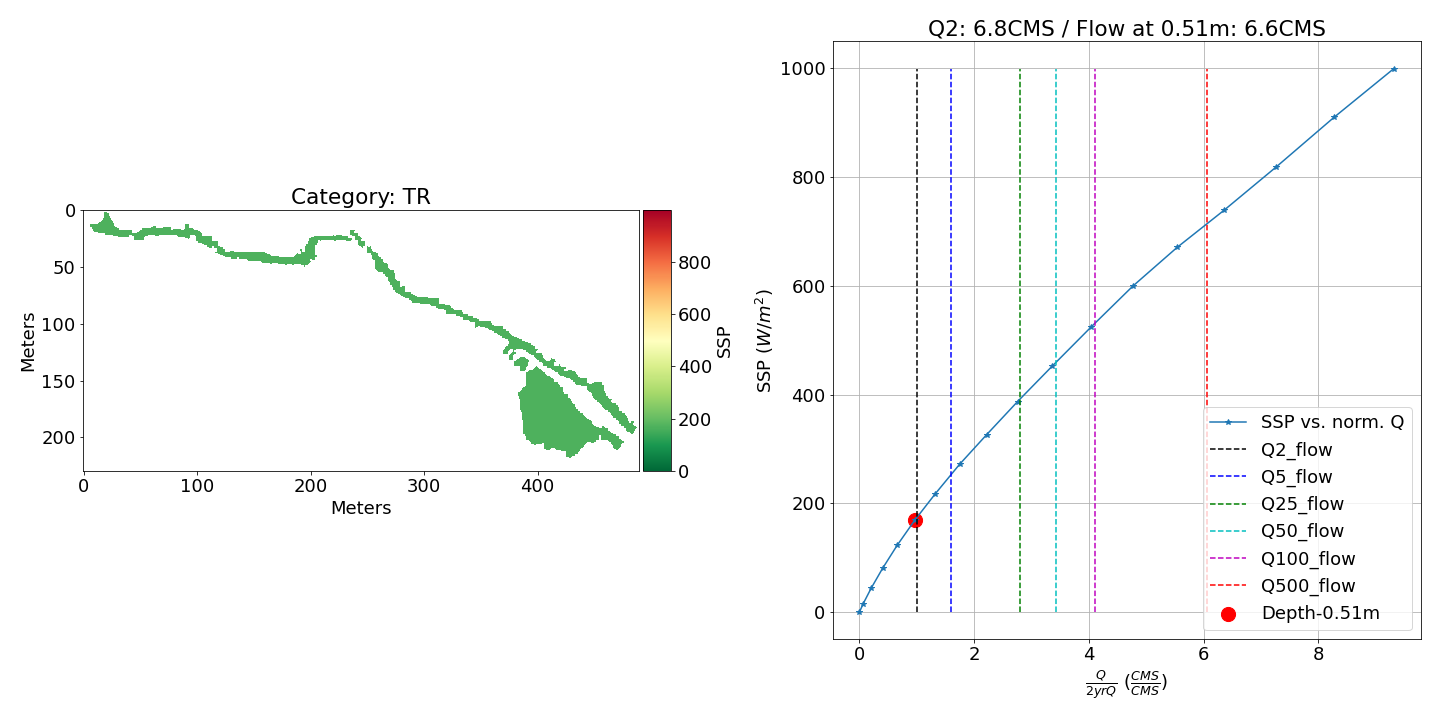 Category: TR
0
50
100
150
200
Meters
0
100
200
300
400
Meters
800
600
400
200
0
SSP
Q2: 6.8CMS / Flow at 0.51m: 6.6CMS
1000
800
600
400
200
0
SSP (W/m²)
0
2
4
6
8
Q/2yrQ (CMS/CMS)
SSP vs. norm. Q
Q2_flow
Q5_flow
Q25_flow
Q50_flow
Q100_flow
Q500_flow
Depth-0.51m